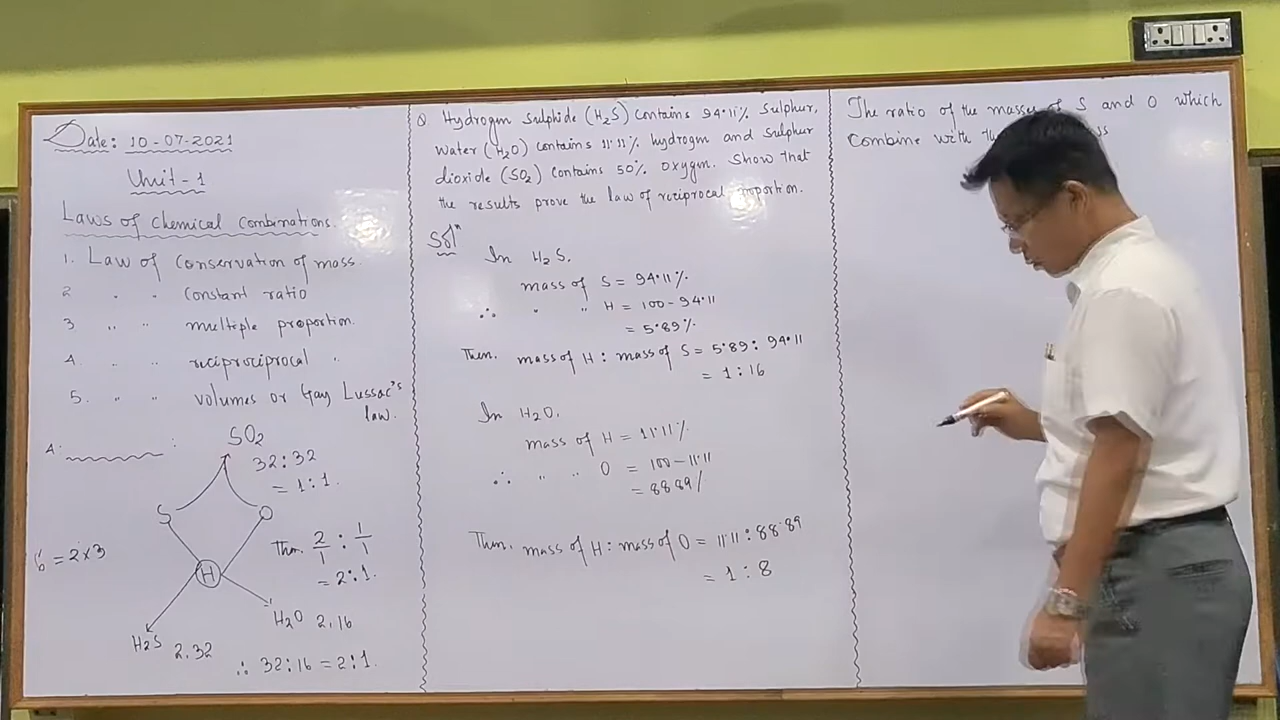 Date: 10-07-2021
Unit-1
Laws of Chemical Combinations.
1. Law of Conservation of mass.
2 " " Constant ratio
3 " " multiple proportion.
4 " " reciprociprocal "
5. " " volumes or Gay Lussac's
law.
4. :
SO₂
32:32
= 1:1.
S O
Then. 2/1 : 1/1
= 2:1.
6 = 2×3
H
H₂O 2,16
H₂S 2,32
∴ 32:16 = 2:1.
Q Hydrogen Sulphide (H₂S) contains 94.11% Sulphur,
Water (H₂O) contains 11.11% hydrogen and Sulphur
dioxide (SO₂) contains 50% oxygen. Show that
the results prove the law of reciprocal proportion.
Solⁿ
In H₂S.
mass of S = 94.11%
∴ " " H = 100-94.11
= 5.89%
Then. mass of H : mass of S = 5.89 : 94.11
= 1:16
In H₂O.
mass of H = 11.11%
∴ " " O = 100-11.11
= 88.89%
Then. mass of H : mass of O = 11.11 : 88.89
= 1 : 8
The ratio of the masses of S and O which
Combine with